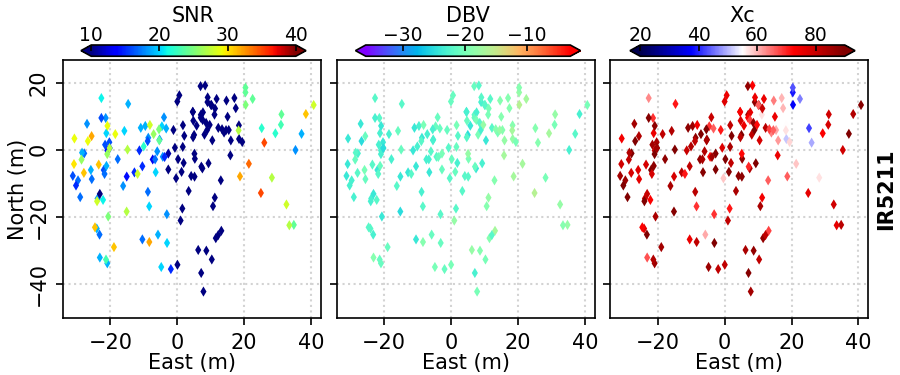 SNR DBV Xc
10 20 30 40 −30 −20 −10 20 40 60 80
20
0
−20
−40
North (m)
−20 0 20 40 −20 0 20 40 −20 0 20 40
East (m) East (m) East (m)
IR5211